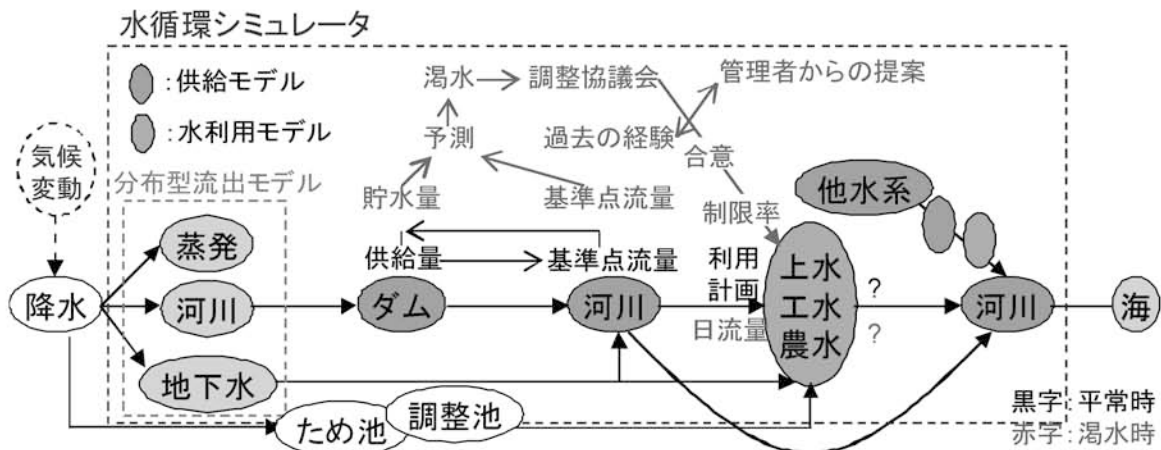 水循環シミュレータ
：供給モデル
：水利用モデル
渇水
調整協議会
管理者からの提案
予測
過去の経験
合意
気候
変動
分布型流出モデル
貯水量
基準点流量
制限率
他水系
蒸発
供給量
基準点流量
利用
計画
上水
工水
農水
降水
河川
ダム
河川
日流量
?
?
河川
海
地下水
ため池
調整池
黒字：平常時
赤字：渇水時